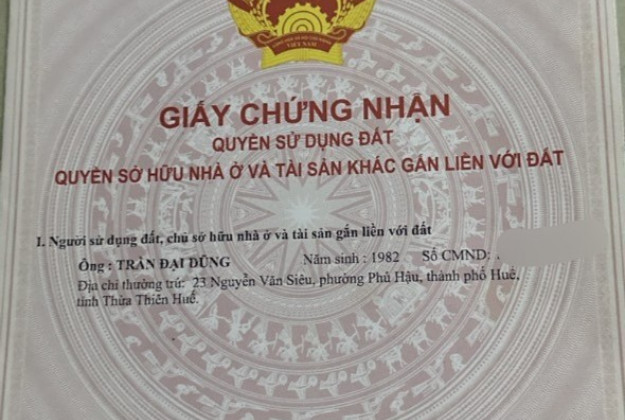 VIỆT NAM
GIẤY CHỨNG NHẬN
QUYỀN SỬ DỤNG ĐẤT
QUYỀN SỞ HỮU NHÀ Ở VÀ TÀI SẢN KHÁC GẮN LIỀN VỚI ĐẤT
I. Người sử dụng đất, chủ sở hữu nhà ở và tài sản gắn liền với đất
Ông : TRẦN ĐẠI DŨNG Năm sinh : 1982 Số CMND:
Địa chỉ thường trú: 23 Nguyễn Văn Siêu, phường Phú Hậu, thành phố Huế,
tỉnh Thừa Thiên Huế.